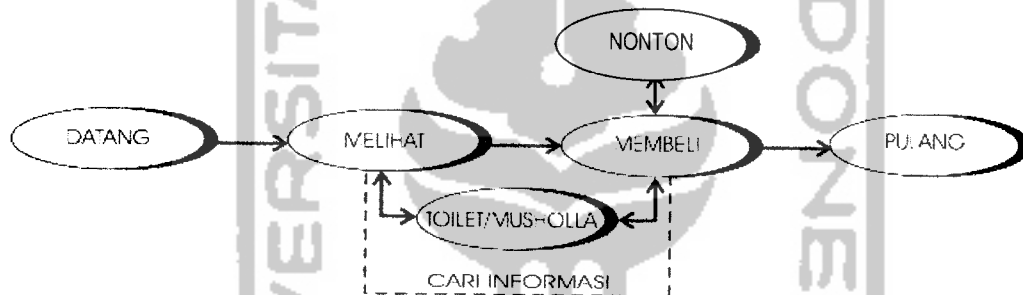 NONTON
DATANG
MELIHAT
MEMBELI
PULANG
TOILET/MUSHOLLA
CARI INFORMASI